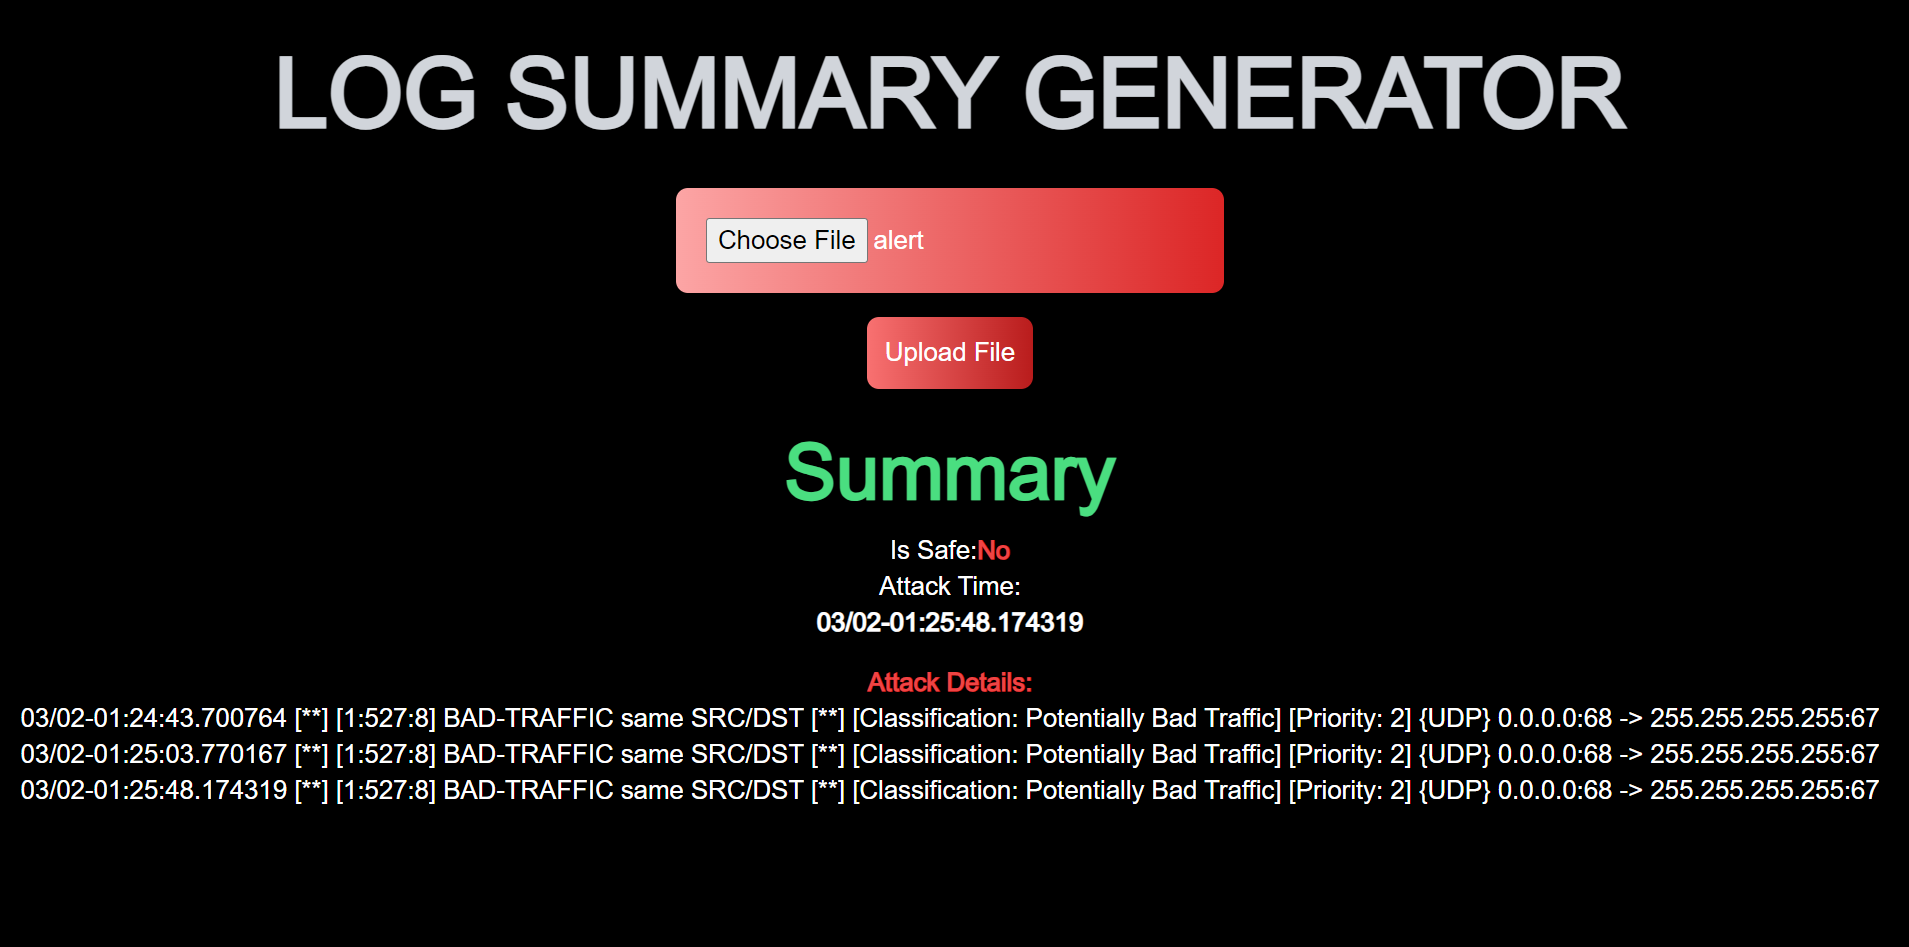 LOG SUMMARY GENERATOR
Choose File alert
Upload File
Summary
Is Safe:No
Attack Time:
03/02-01:25:48.174319
Attack Details:
03/02-01:24:43.700764 [**] [1:527:8] BAD-TRAFFIC same SRC/DST [**] [Classification: Potentially Bad Traffic] [Priority: 2] {UDP} 0.0.0.0:68 -> 255.255.255.255:67
03/02-01:25:03.770167 [**] [1:527:8] BAD-TRAFFIC same SRC/DST [**] [Classification: Potentially Bad Traffic] [Priority: 2] {UDP} 0.0.0.0:68 -> 255.255.255.255:67
03/02-01:25:48.174319 [**] [1:527:8] BAD-TRAFFIC same SRC/DST [**] [Classification: Potentially Bad Traffic] [Priority: 2] {UDP} 0.0.0.0:68 -> 255.255.255.255:67